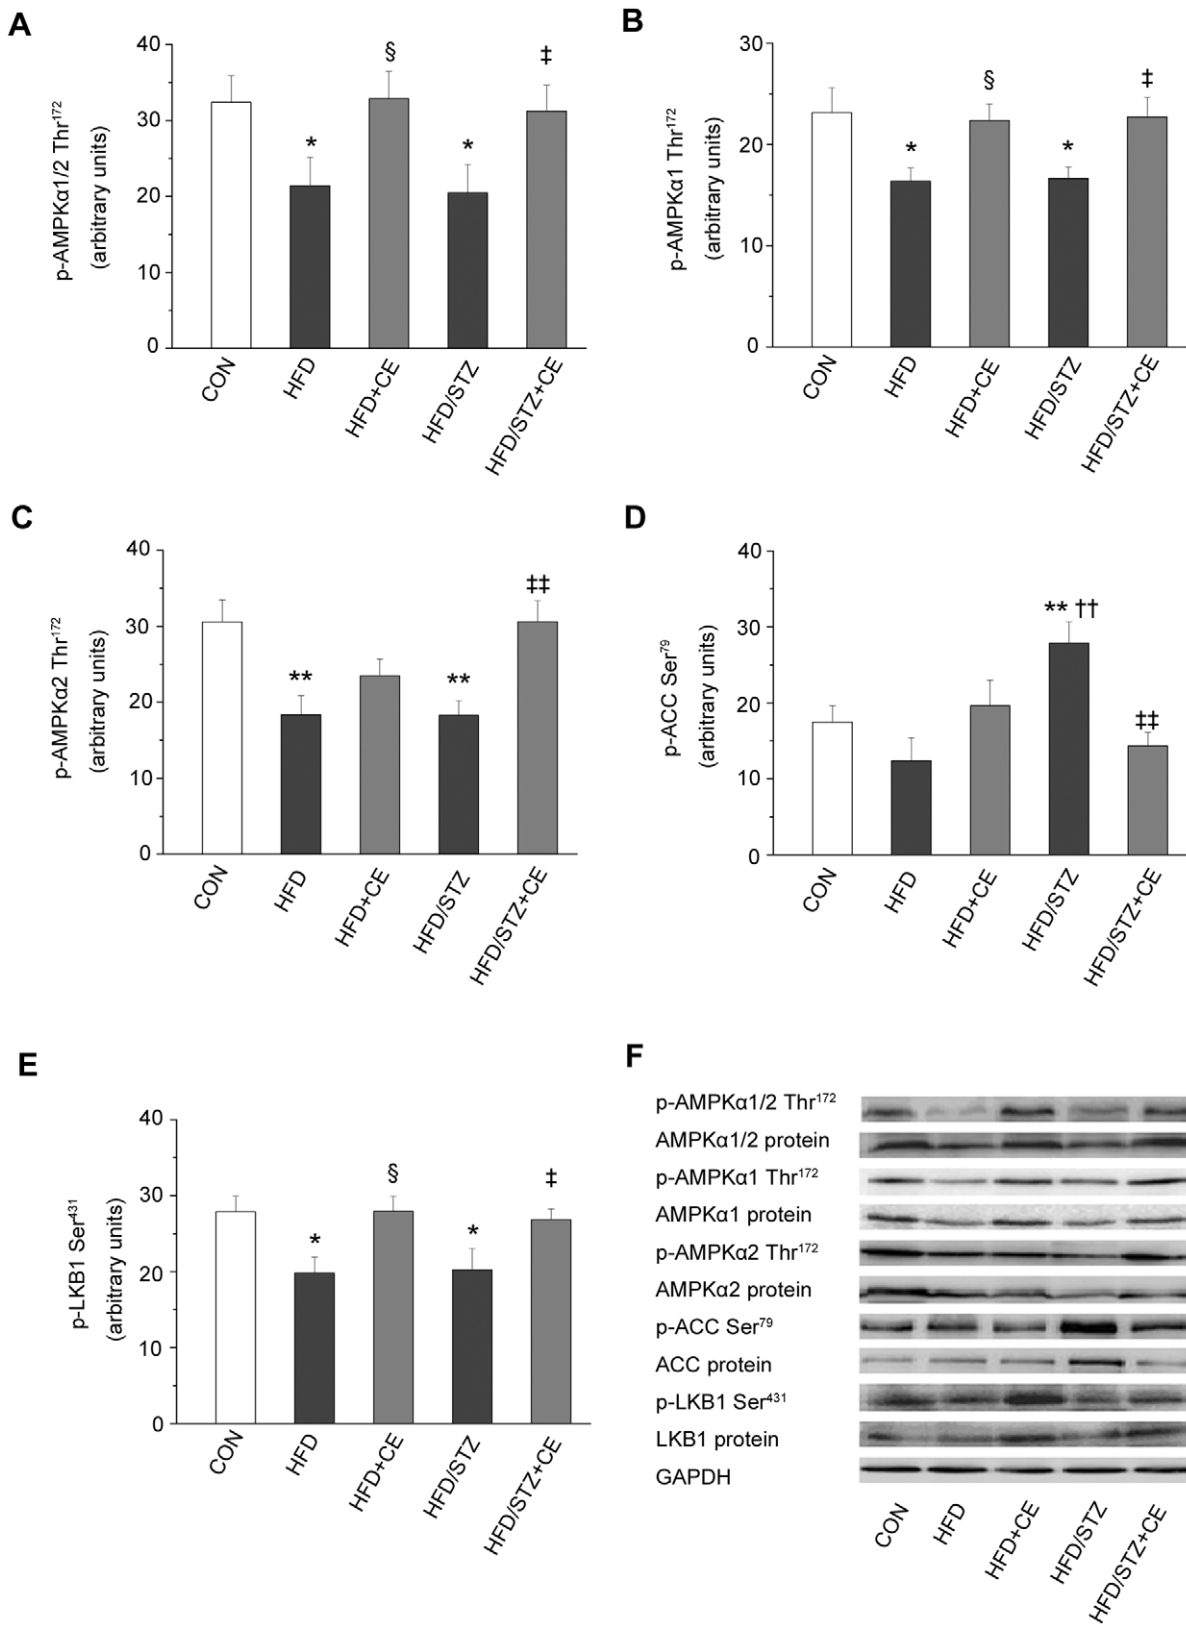 A
p-AMPKα1/2 Thr172
(arbitrary units)
40
30
20
10
0
*
§
*
‡
CON
HFD
HFD+CE
HFD/STZ
HFD/STZ+CE
B
p-AMPKα1 Thr172
(arbitrary units)
30
20
10
0
*
§
*
‡
CON
HFD
HFD+CE
HFD/STZ
HFD/STZ+CE
C
p-AMPKα2 Thr172
(arbitrary units)
40
30
20
10
0
**
**
‡‡
CON
HFD
HFD+CE
HFD/STZ
HFD/STZ+CE
D
p-ACC Ser79
(arbitrary units)
40
30
20
10
0
** ††
‡‡
CON
HFD
HFD+CE
HFD/STZ
HFD/STZ+CE
E
p-LKB1 Ser431
(arbitrary units)
40
30
20
10
0
*
§
*
‡
CON
HFD
HFD+CE
HFD/STZ
HFD/STZ+CE
F
p-AMPKα1/2 Thr172
AMPKα1/2 protein
p-AMPKα1 Thr172
AMPKα1 protein
p-AMPKα2 Thr172
AMPKα2 protein
p-ACC Ser79
ACC protein
p-LKB1 Ser431
LKB1 protein
GAPDH
CON
HFD
HFD+CE
HFD/STZ
HFD/STZ+CE